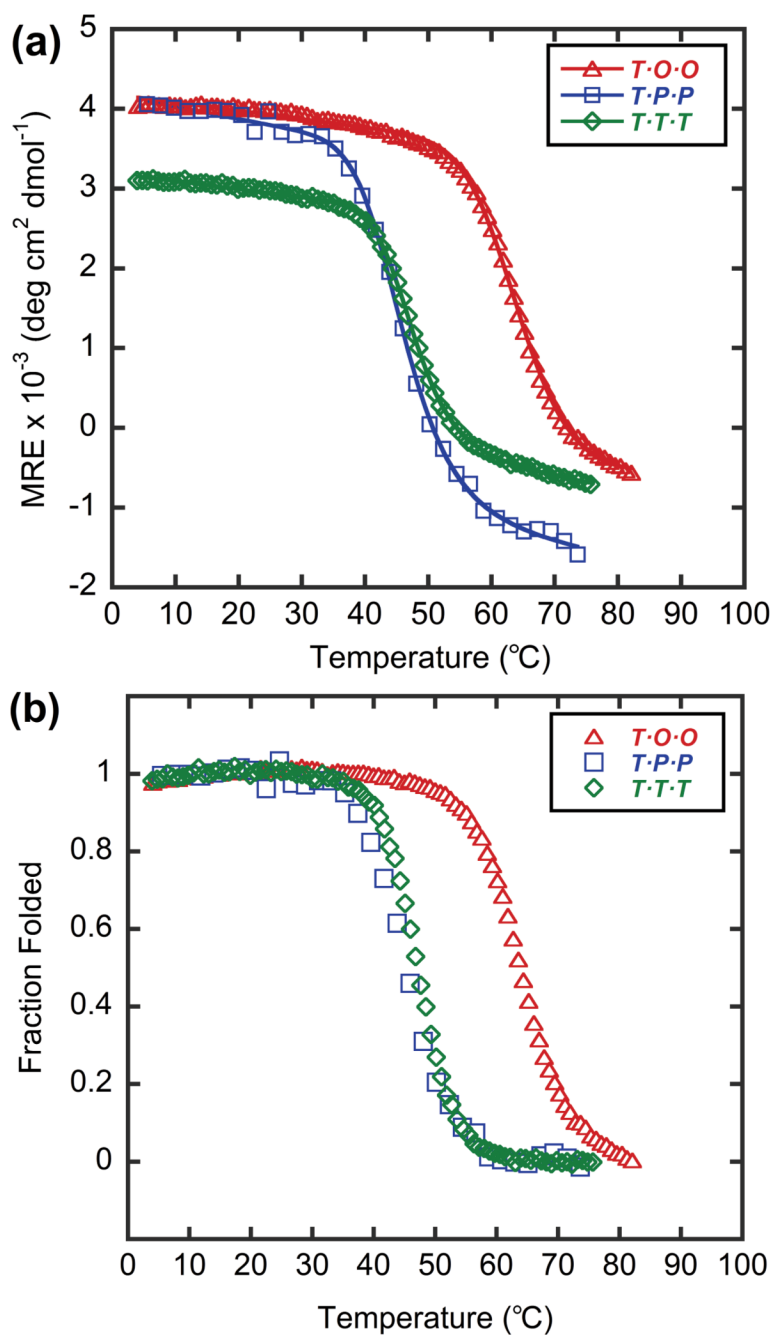 (a)
5
4
3
2
1
0
-1
-2
MRE x 10⁻³ (deg cm² dmol⁻¹)
T·O·O
T·P·P
T·T·T
0 10 20 30 40 50 60 70 80 90 100
Temperature (°C)
(b)
1
0.8
0.6
0.4
0.2
0
Fraction Folded
T·O·O
T·P·P
T·T·T
0 10 20 30 40 50 60 70 80 90 100
Temperature (°C)